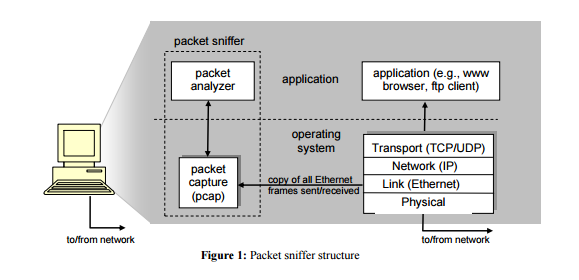 packet sniffer
packet
analyzer
application
application (e.g., www
browser, ftp client)
operating
system
packet
capture
(pcap)
copy of all Ethernet
frames sent/received
Transport (TCP/UDP)
Network (IP)
Link (Ethernet)
Physical
to/from network
to/from network
Figure 1: Packet sniffer structure